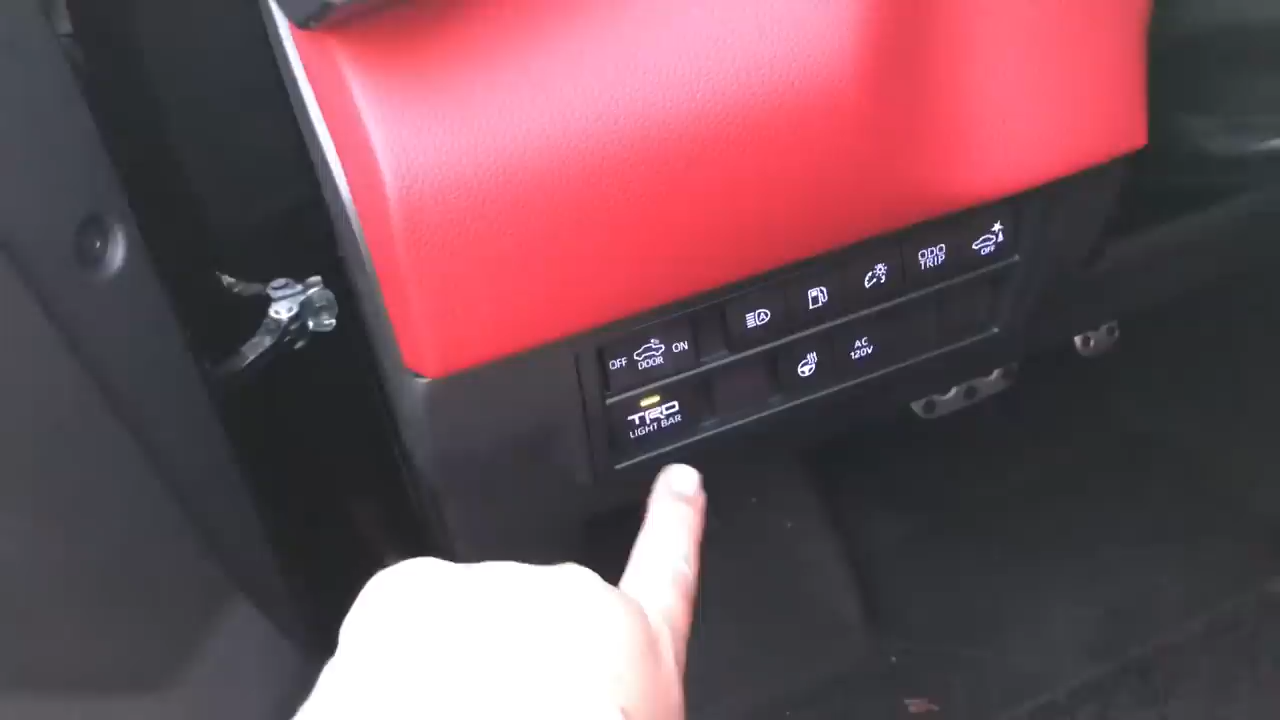 OFF DOOR ON
A
ODO
TRIP
OFF
TRD
LIGHT BAR
AC
120V